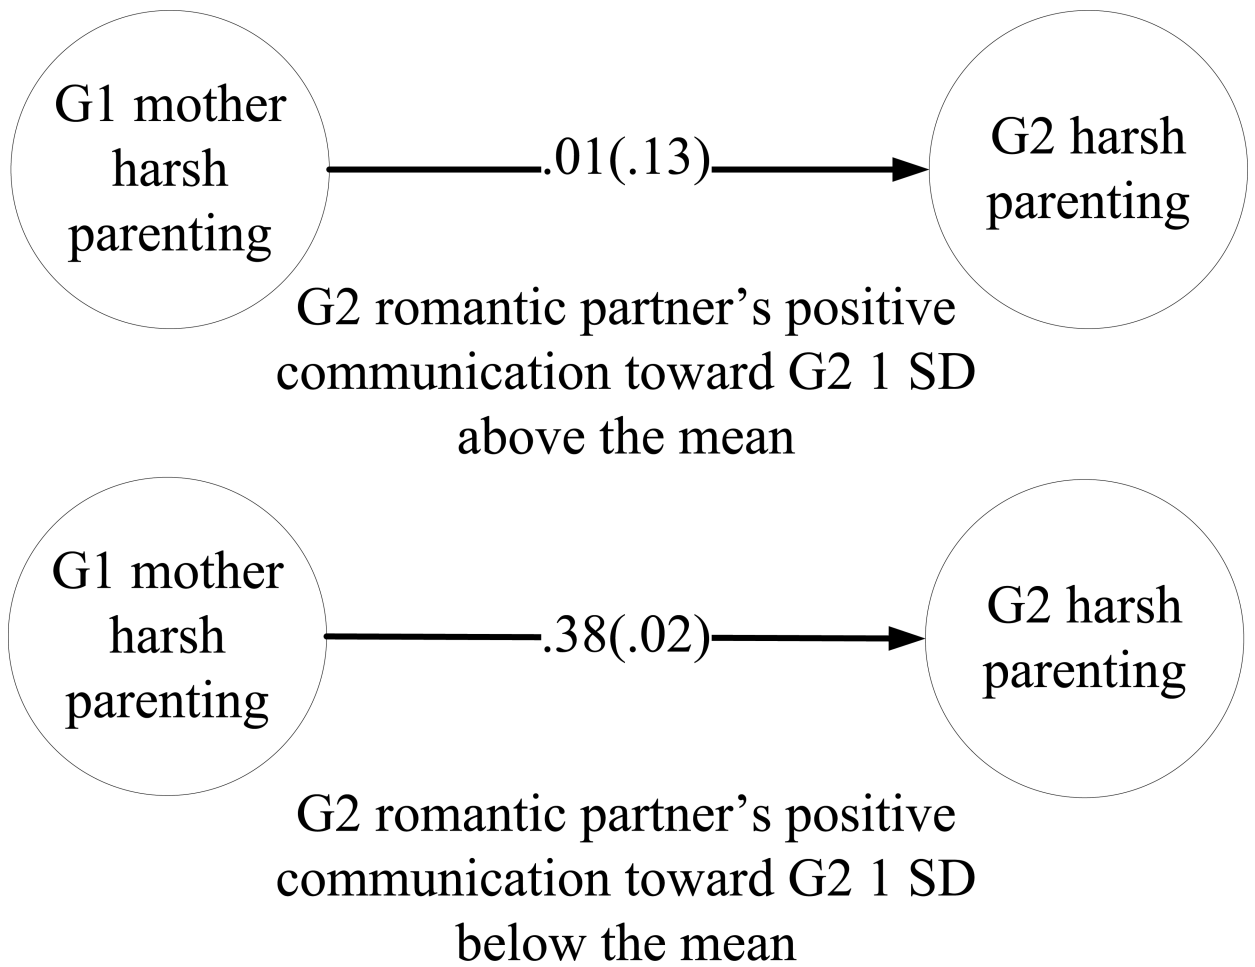 G1 mother
harsh
parenting
.01(.13)
G2 harsh
parenting
G2 romantic partner’s positive
communication toward G2 1 SD
above the mean
G1 mother
harsh
parenting
.38(.02)
G2 harsh
parenting
G2 romantic partner’s positive
communication toward G2 1 SD
below the mean